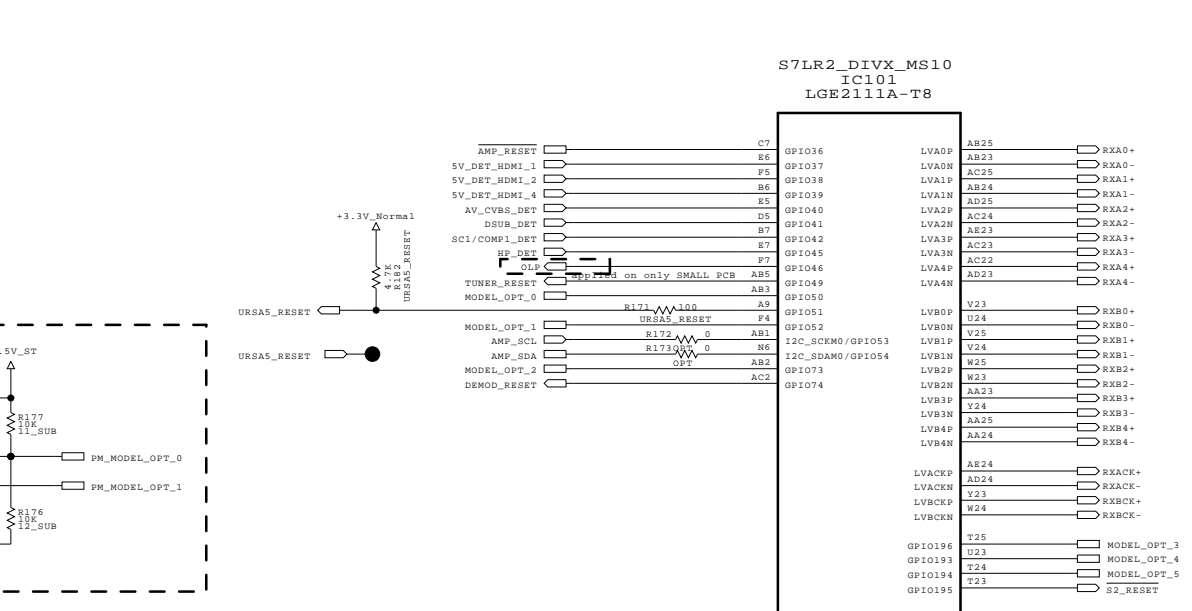 S7LR2_DIVX_MS10
IC101
LGE2111A-T8
AMP_RESET C7 GPIO36
5V_DET_HDMI_1 E6 GPIO37
5V_DET_HDMI_2 F5 GPIO38
5V_DET_HDMI_4 B6 GPIO39
AV_CVBS_DET E5 GPIO40
DSUB_DET D5 GPIO41
SC1/COMP1_DET B7 GPIO42
HP_DET E7 GPIO45
OLP F7 GPIO46
applied on only SMALL PCB
TUNER_RESET AB5 GPIO49
MODEL_OPT_0 AB3 GPIO50
+3.3V_Normal
4.7K
R182
URSA5_RESET
URSA5_RESET R171 100 A9 GPIO51
URSA5_RESET
MODEL_OPT_1 F4 GPIO52
AMP_SCL R172 0 AB1 I2C_SCKM0/GPIO53
OPT
URSA5_RESET
AMP_SDA R173 0 N6 I2C_SDAM0/GPIO54
OPT
MODEL_OPT_2 AB2 GPIO73
DEMOD_RESET AC2 GPIO74
LVA0P AB25 RXA0+
LVA0N AB23 RXA0-
LVA1P AC25 RXA1+
LVA1N AB24 RXA1-
LVA2P AD25 RXA2+
LVA2N AC24 RXA2-
LVA3P AE23 RXA3+
LVA3N AC23 RXA3-
LVA4P AC22 RXA4+
LVA4N AD23 RXA4-
LVB0P V23 RXB0+
LVB0N U24 RXB0-
LVB1P V25 RXB1+
LVB1N V24 RXB1-
LVB2P W25 RXB2+
LVB2N W23 RXB2-
LVB3P AA23 RXB3+
LVB3N Y24 RXB3-
LVB4P AA25 RXB4+
LVB4N AA24 RXB4-
LVACKP AE24 RXACK+
LVACKN AD24 RXACK-
LVBCKP Y23 RXBCK+
LVBCKN W24 RXBCK-
GPIO196 T25 MODEL_OPT_3
GPIO193 U23 MODEL_OPT_4
GPIO194 T24 MODEL_OPT_5
GPIO195 T23 S2_RESET
.5V_ST
R177
10K
11_SUB
PM_MODEL_OPT_0
PM_MODEL_OPT_1
R176
10K
12_SUB